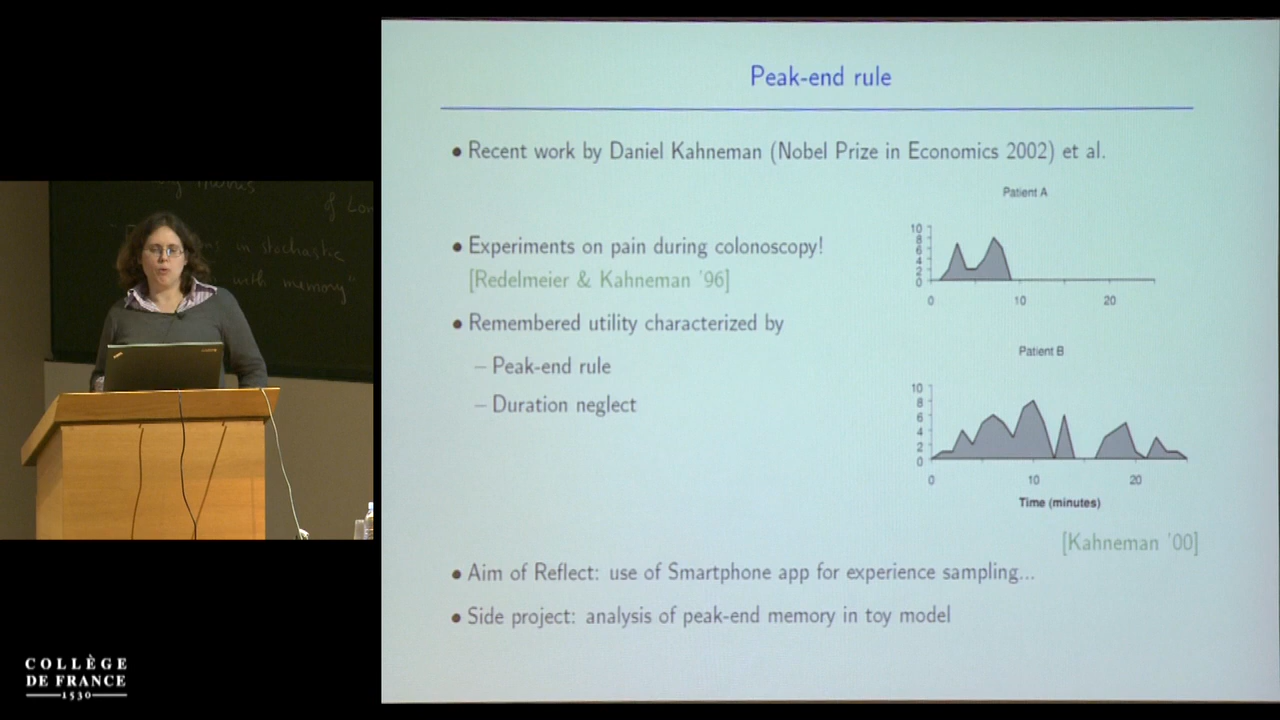 Peak-end rule
• Recent work by Daniel Kahneman (Nobel Prize in Economics 2002) et al.
• Experiments on pain during colonoscopy!
[Redelmeier & Kahneman '96]
• Remembered utility characterized by
– Peak-end rule
– Duration neglect
Patient A
10
8
6
4
2
0
0 10 20
Patient B
10
8
6
4
2
0
0 10 20
Time (minutes)
[Kahneman '00]
• Aim of Reflect: use of Smartphone app for experience sampling...
• Side project: analysis of peak-end memory in toy model
of Lon
in stochastic
with memory"
COLLÈGE
DE FRANCE
1530